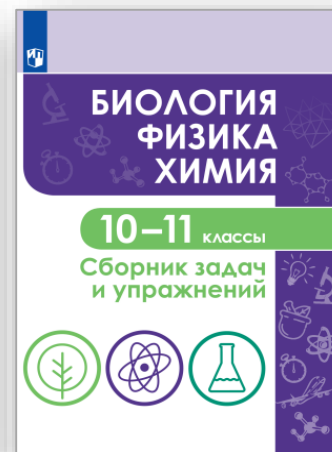 БИОЛОГИЯ
ФИЗИКА
ХИМИЯ
10–11 классы
Сборник задач
и упражнений